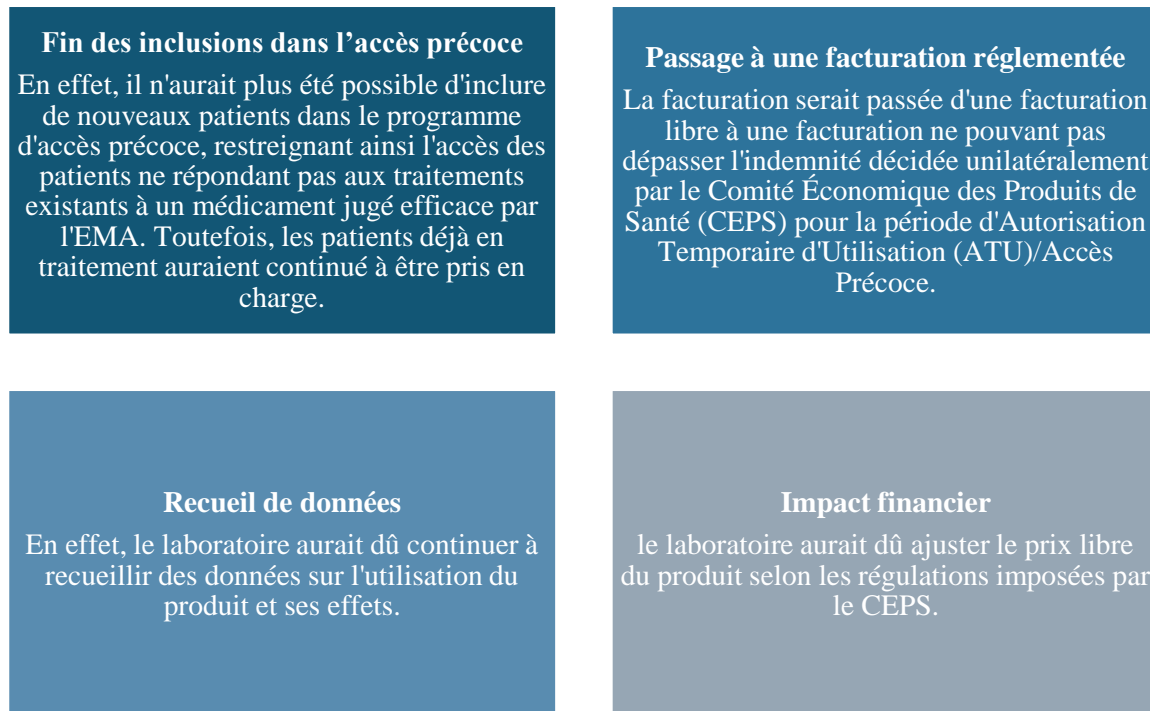 Fin des inclusions dans l’accès précoce
En effet, il n'aurait plus été possible d'inclure
de nouveaux patients dans le programme
d'accès précoce, restreignant ainsi l'accès des
patients ne répondant pas aux traitements
existants à un médicament jugé efficace par
l'EMA. Toutefois, les patients déjà en
traitement auraient continué à être pris en
charge.
Passage à une facturation réglementée
La facturation serait passée d'une facturation
libre à une facturation ne pouvant pas
dépasser l'indemnité décidée unilatéralement
par le Comité Économique des Produits de
Santé (CEPS) pour la période d'Autorisation
Temporaire d'Utilisation (ATU)/Accès
Précoce.
Recueil de données
En effet, le laboratoire aurait dû continuer à
recueillir des données sur l'utilisation du
produit et ses effets.
Impact financier
le laboratoire aurait dû ajuster le prix libre
du produit selon les régulations imposées par
le CEPS.